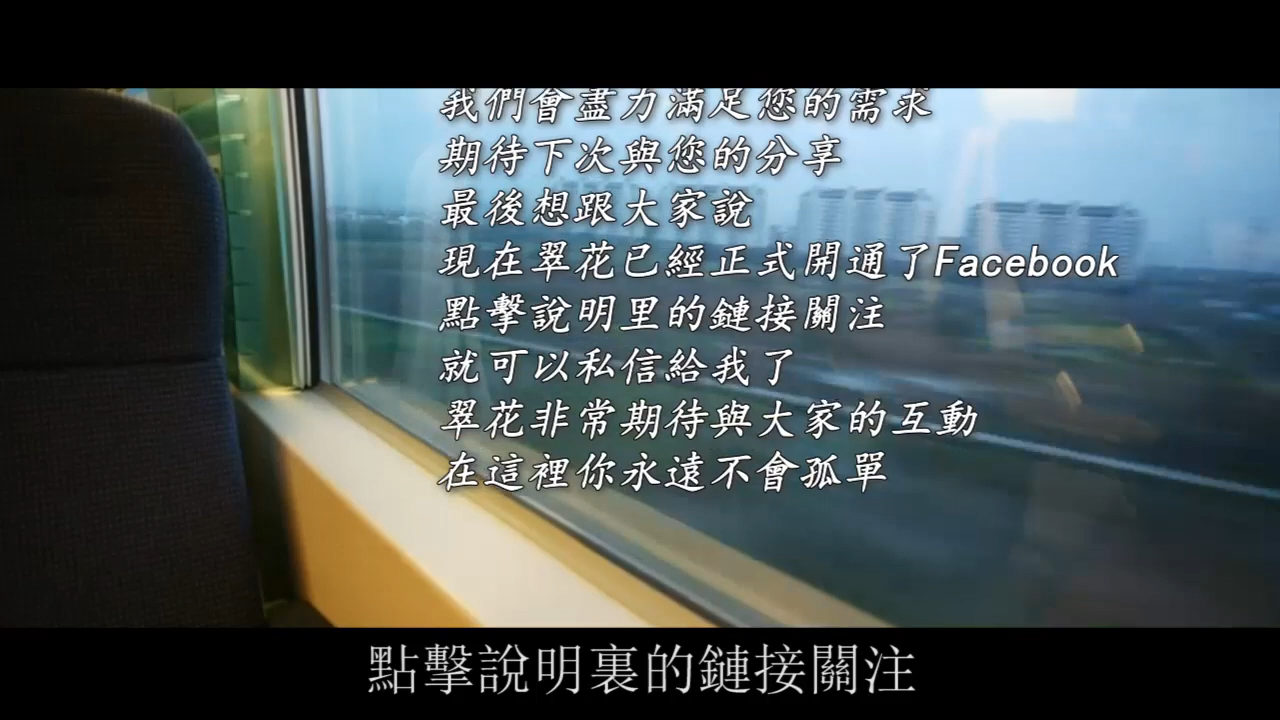 我們會盡力滿足您的需求
期待下次與您的分享
最後想跟大家說
現在翠花已經正式開通了Facebook
點擊說明里的鏈接關注
就可以私信給我了
翠花非常期待與大家的互動
在這裡你永遠不會孤單
點擊說明裏的鏈接關注